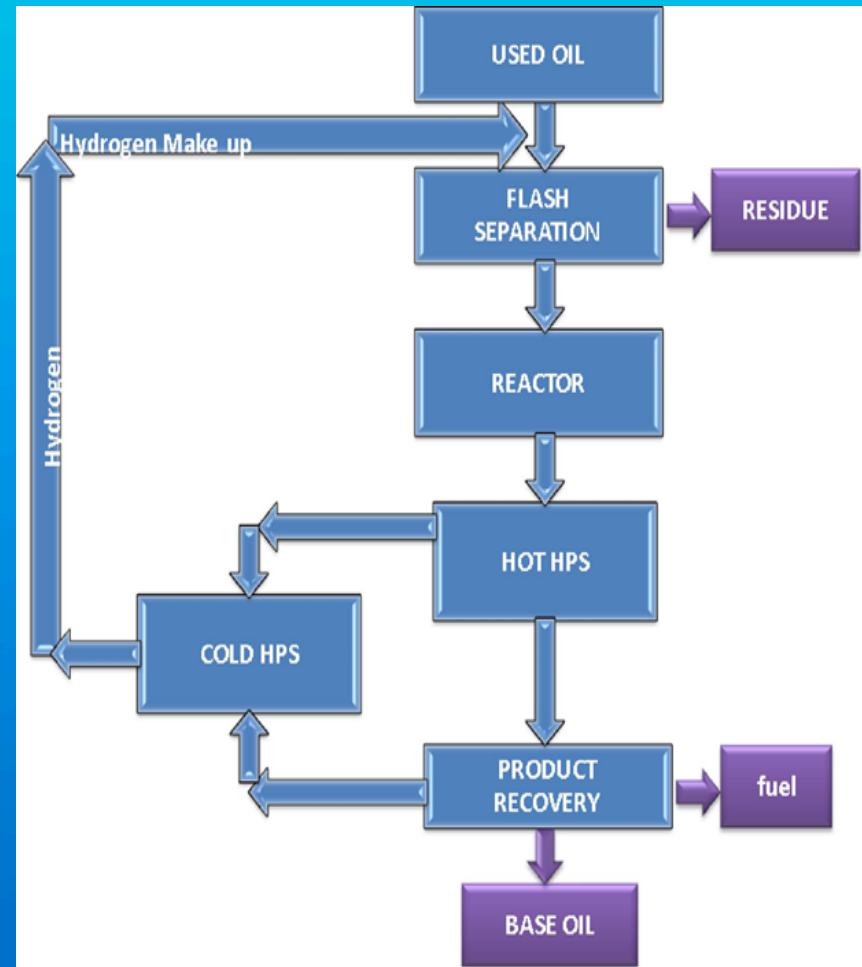 USED OIL
Hydrogen Make up
FLASH
SEPARATION
RESIDUE
REACTOR
Hydrogen
HOT HPS
COLD HPS
PRODUCT
RECOVERY
fuel
BASE OIL